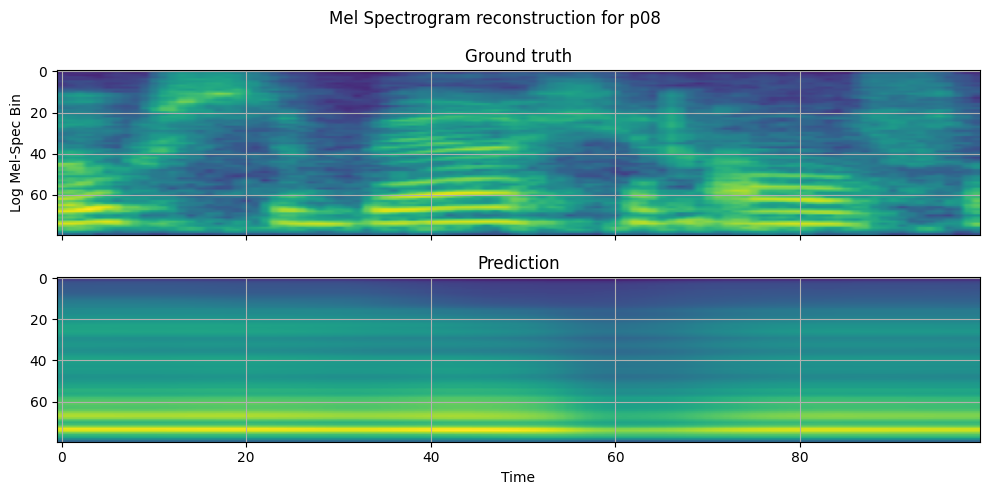 Mel Spectrogram reconstruction for p08
Ground truth
0
20
40
60
Log Mel-Spec Bin
Prediction
0
20
40
60
0 20 40 60 80
Time